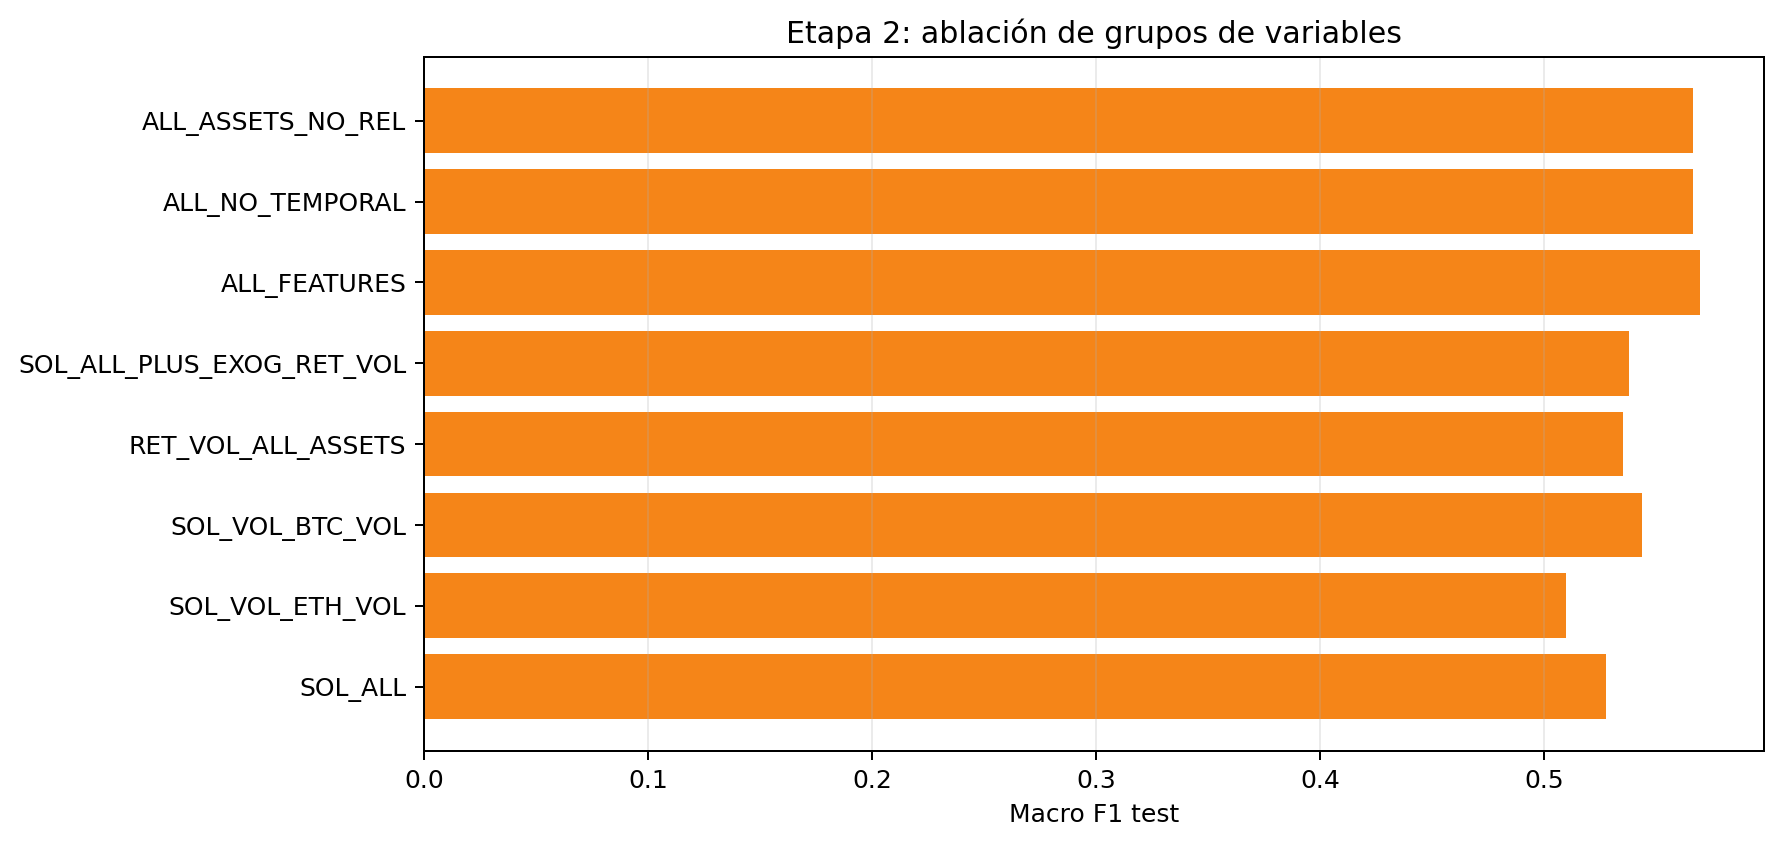 Etapa 2: ablación de grupos de variables
ALL_ASSETS_NO_REL
ALL_NO_TEMPORAL
ALL_FEATURES
SOL_ALL_PLUS_EXOG_RET_VOL
RET_VOL_ALL_ASSETS
SOL_VOL_BTC_VOL
SOL_VOL_ETH_VOL
SOL_ALL
0.0 0.1 0.2 0.3 0.4 0.5
Macro F1 test